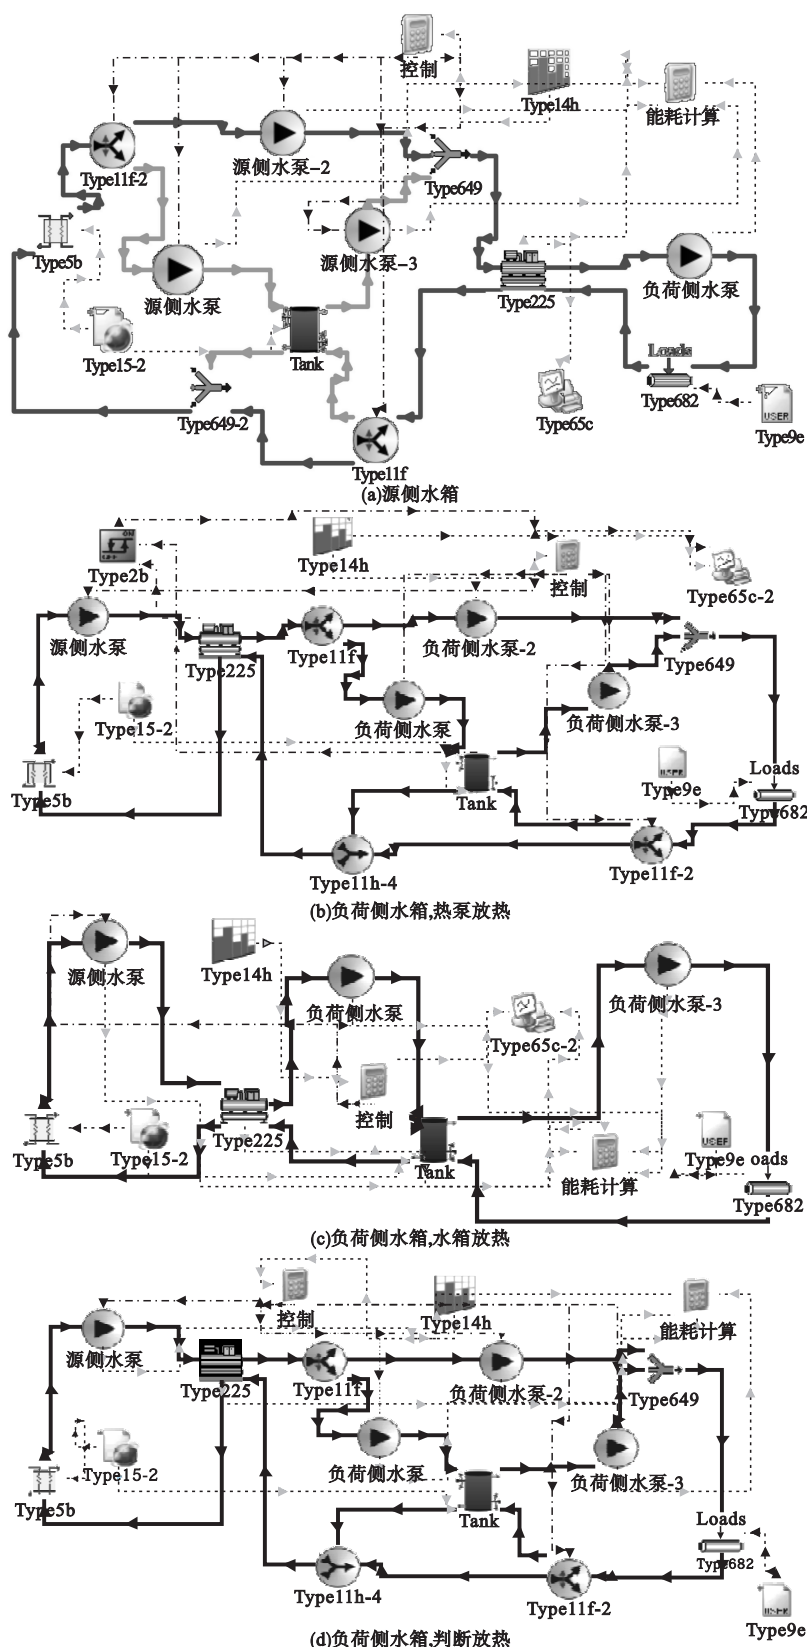 控制
Type14h
能耗计算
Type11f-2
源侧水泵-2
Type649
Type5b
源侧水泵
源侧水泵-3
Type225
负荷侧水泵
Type15-2
Tank
Loads
Type682
Type649-2
Type65c
USER
Type9e
Type11f
(a)源侧水箱
ON
Type2b
Type14h
控制
Type65c-2
源侧水泵
Type225
Type11f
负荷侧水泵-2
Type649
Type15-2
负荷侧水泵
负荷侧水泵-3
Type5b
Tank
Type9e
Loads
Type682
Type11h-4
Type11f-2
(b)负荷侧水箱,热泵放热
源侧水泵
Type14h
负荷侧水泵
负荷侧水泵-3
Type65c-2
控制
Type5b
Type15-2
Type225
Tank
能耗计算
Type9e
oads
Type682
(c)负荷侧水箱,水箱放热
控制
Type14h
能耗计算
源侧水泵
Type225
Type11f
负荷侧水泵-2
Type649
Type15-2
负荷侧水泵
负荷侧水泵-3
Type5b
Tank
Loads
Type682
Type11h-4
Type11f-2
Type9e
(d)负荷侧水箱,判断放热